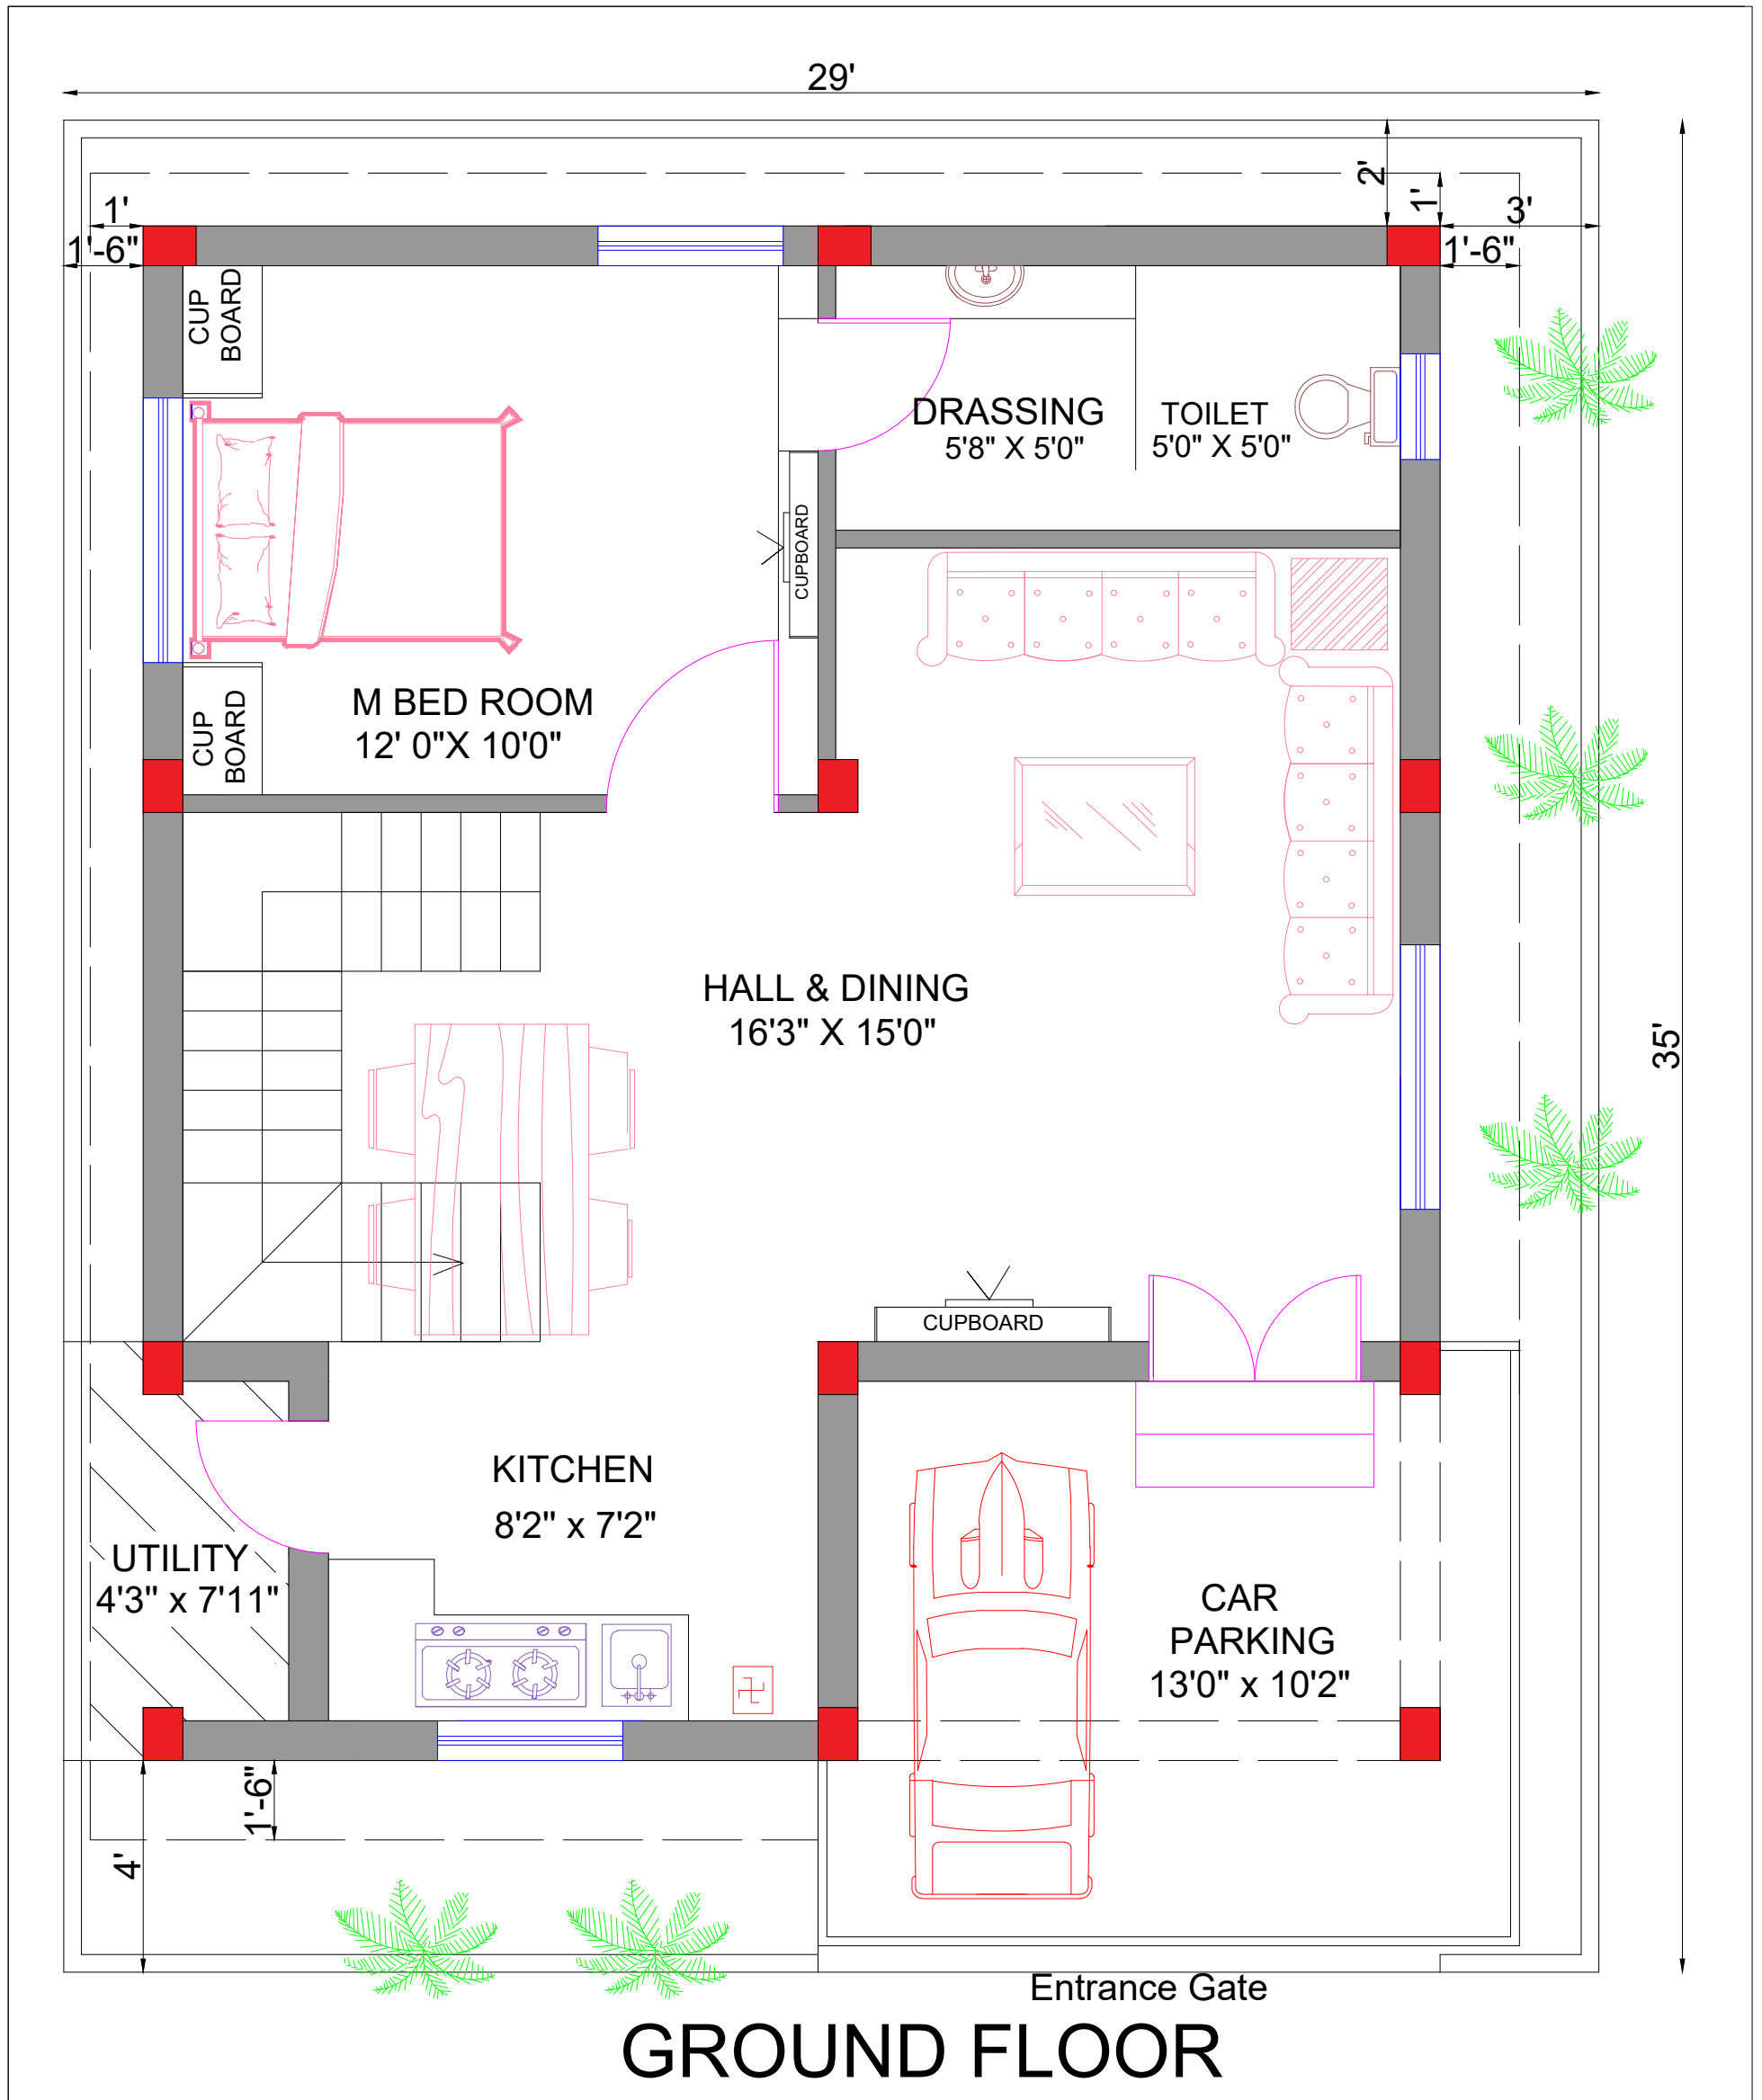 29'
2'
1'
1'
3'
1'-6"
1'-6"
CUP
BOARD
DRASSING
5'8" X 5'0"
TOILET
5'0" X 5'0"
CUPBOARD
M BED ROOM
12' 0"X 10'0"
CUP
BOARD
HALL & DINING
16'3" X 15'0"
35'
CUPBOARD
KITCHEN
8'2" x 7'2"
UTILITY
4'3" x 7'11"
CAR
PARKING
13'0" x 10'2"
1'-6"
4'
Entrance Gate
GROUND FLOOR